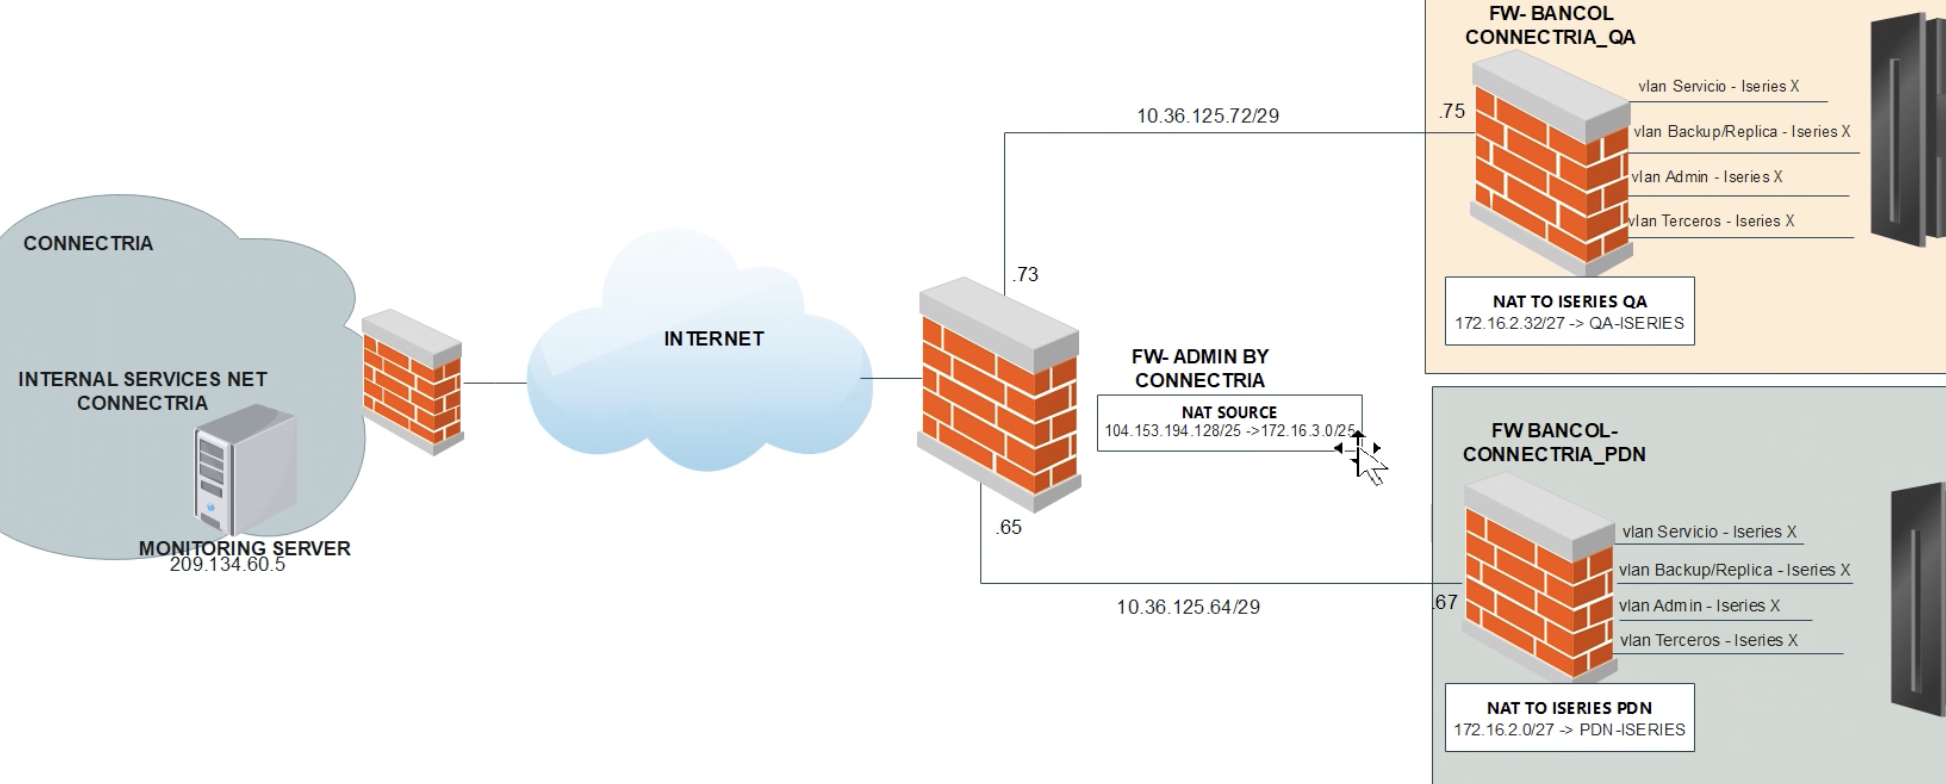 CONNECTRIA
INTERNAL SERVICES NET
CONNECTRIA
MONITORING SERVER
209.134.60.5
INTERNET
.73
.65
10.36.125.72/29
10.36.125.64/29
FW- ADMIN BY
CONNECTRIA
NAT SOURCE
104.153.194.128/25 ->172.16.3.0/25
FW- BANCOL
CONNECTRIA_QA
.75
vlan Servicio - Iseries X
vlan Backup/Replica - Iseries X
vlan Admin - Iseries X
vlan Terceros - Iseries X
NAT TO ISERIES QA
172.16.2.32/27 -> QA-ISERIES
FW BANCOL-
CONNECTRIA_PDN
.67
vlan Servicio - Iseries X
vlan Backup/Replica - Iseries X
vlan Admin - Iseries X
vlan Terceros - Iseries X
NAT TO ISERIES PDN
172.16.2.0/27 -> PDN-ISERIES